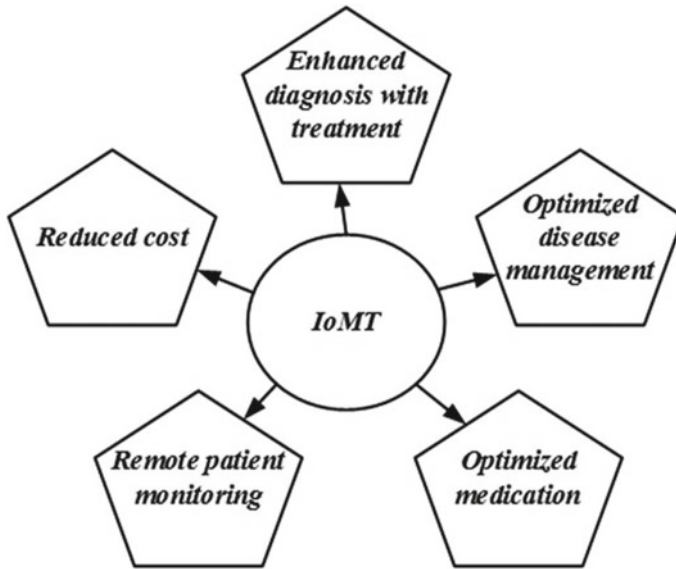 Enhanced
diagnosis with
treatment
Reduced cost
Optimized
disease
management
IoMT
Remote patient
monitoring
Optimized
medication